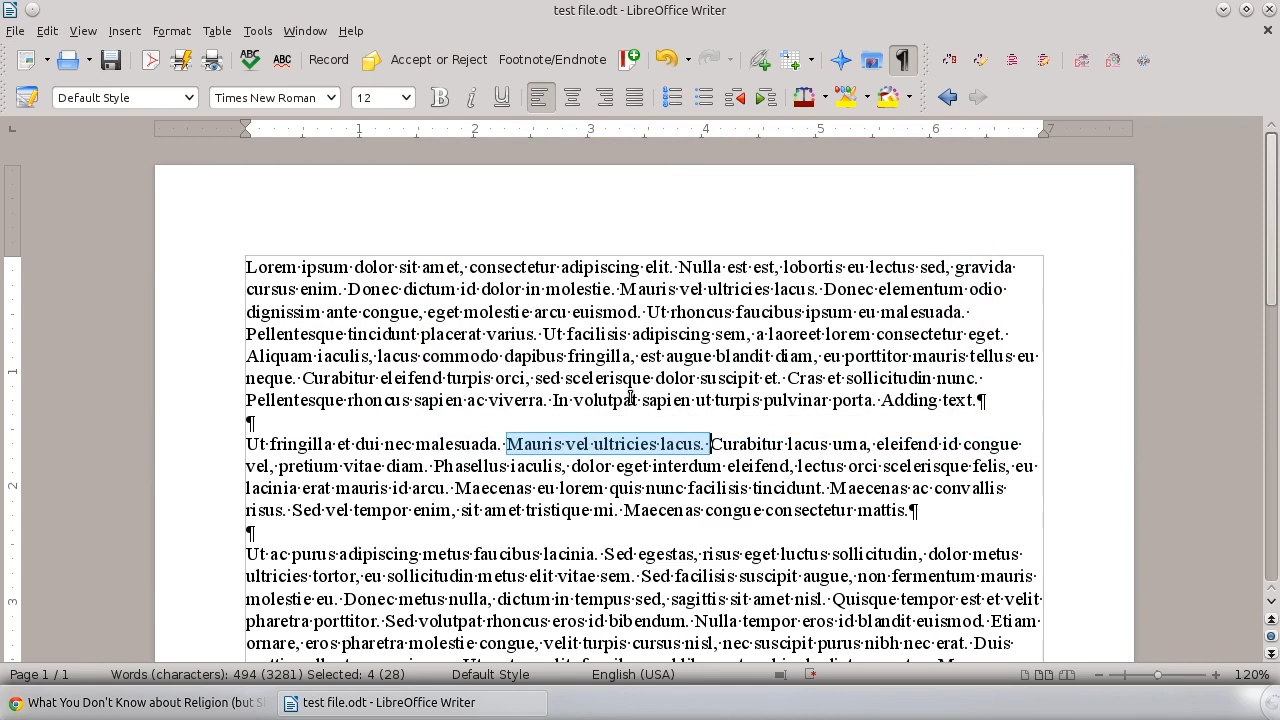 test file.odt - LibreOffice Writer
File Edit View Insert Format Table Tools Window Help
Record Accept or Reject Footnote/Endnote
Default Style Times New Roman 12
1 2 3 4 5 6 7
Lorem ipsum dolor sit amet, consectetur adipiscing elit. Nulla est est, lobortis eu lectus sed, gravida
cursus enim. Donec dictum id dolor in molestie. Mauris vel ultricies lacus. Donec elementum odio
dignissim ante congue, eget molestie arcu euismod. Ut rhoncus faucibus ipsum eu malesuada.
Pellentesque tincidunt placerat varius. Ut facilisis adipiscing sem, a laoreet lorem consectetur eget.
Aliquam iaculis, lacus commodo dapibus fringilla, est augue blandit diam, eu porttitor mauris tellus eu
neque. Curabitur eleifend turpis orci, sed scelerisque dolor suscipit et. Cras et sollicitudin nunc.
Pellentesque rhoncus sapien ac viverra. In volutpat sapien ut turpis pulvinar porta. Adding text.¶
¶
Ut fringilla et dui nec malesuada. Mauris vel ultricies lacus. Curabitur lacus urna, eleifend id congue
vel, pretium vitae diam. Phasellus iaculis, dolor eget interdum eleifend, lectus orci scelerisque felis, eu
lacinia erat mauris id arcu. Maecenas eu lorem quis nunc facilisis tincidunt. Maecenas ac convallis
risus. Sed vel tempor enim, sit amet tristique mi. Maecenas congue consectetur mattis.¶
¶
Ut ac purus adipiscing metus faucibus lacinia. Sed egestas, risus eget luctus sollicitudin, dolor metus
ultricies tortor, eu sollicitudin metus elit vitae sem. Sed facilisis suscipit augue, non fermentum mauris
molestie eu. Donec metus nulla, dictum in tempus sed, sagittis sit amet nisl. Quisque tempor est et velit
pharetra porttitor. Sed volutpat rhoncus eros id bibendum. Nulla tempor eros id blandit euismod. Etiam
ornare, eros pharetra molestie congue, velit turpis cursus nisl, nec suscipit purus nibh nec erat. Duis
Page 1 / 1 Words (characters): 494 (3281) Selected: 4 (28) Default Style English (USA) 120%
What You Don't Know about Religion (but S test file.odt - LibreOffice Writer